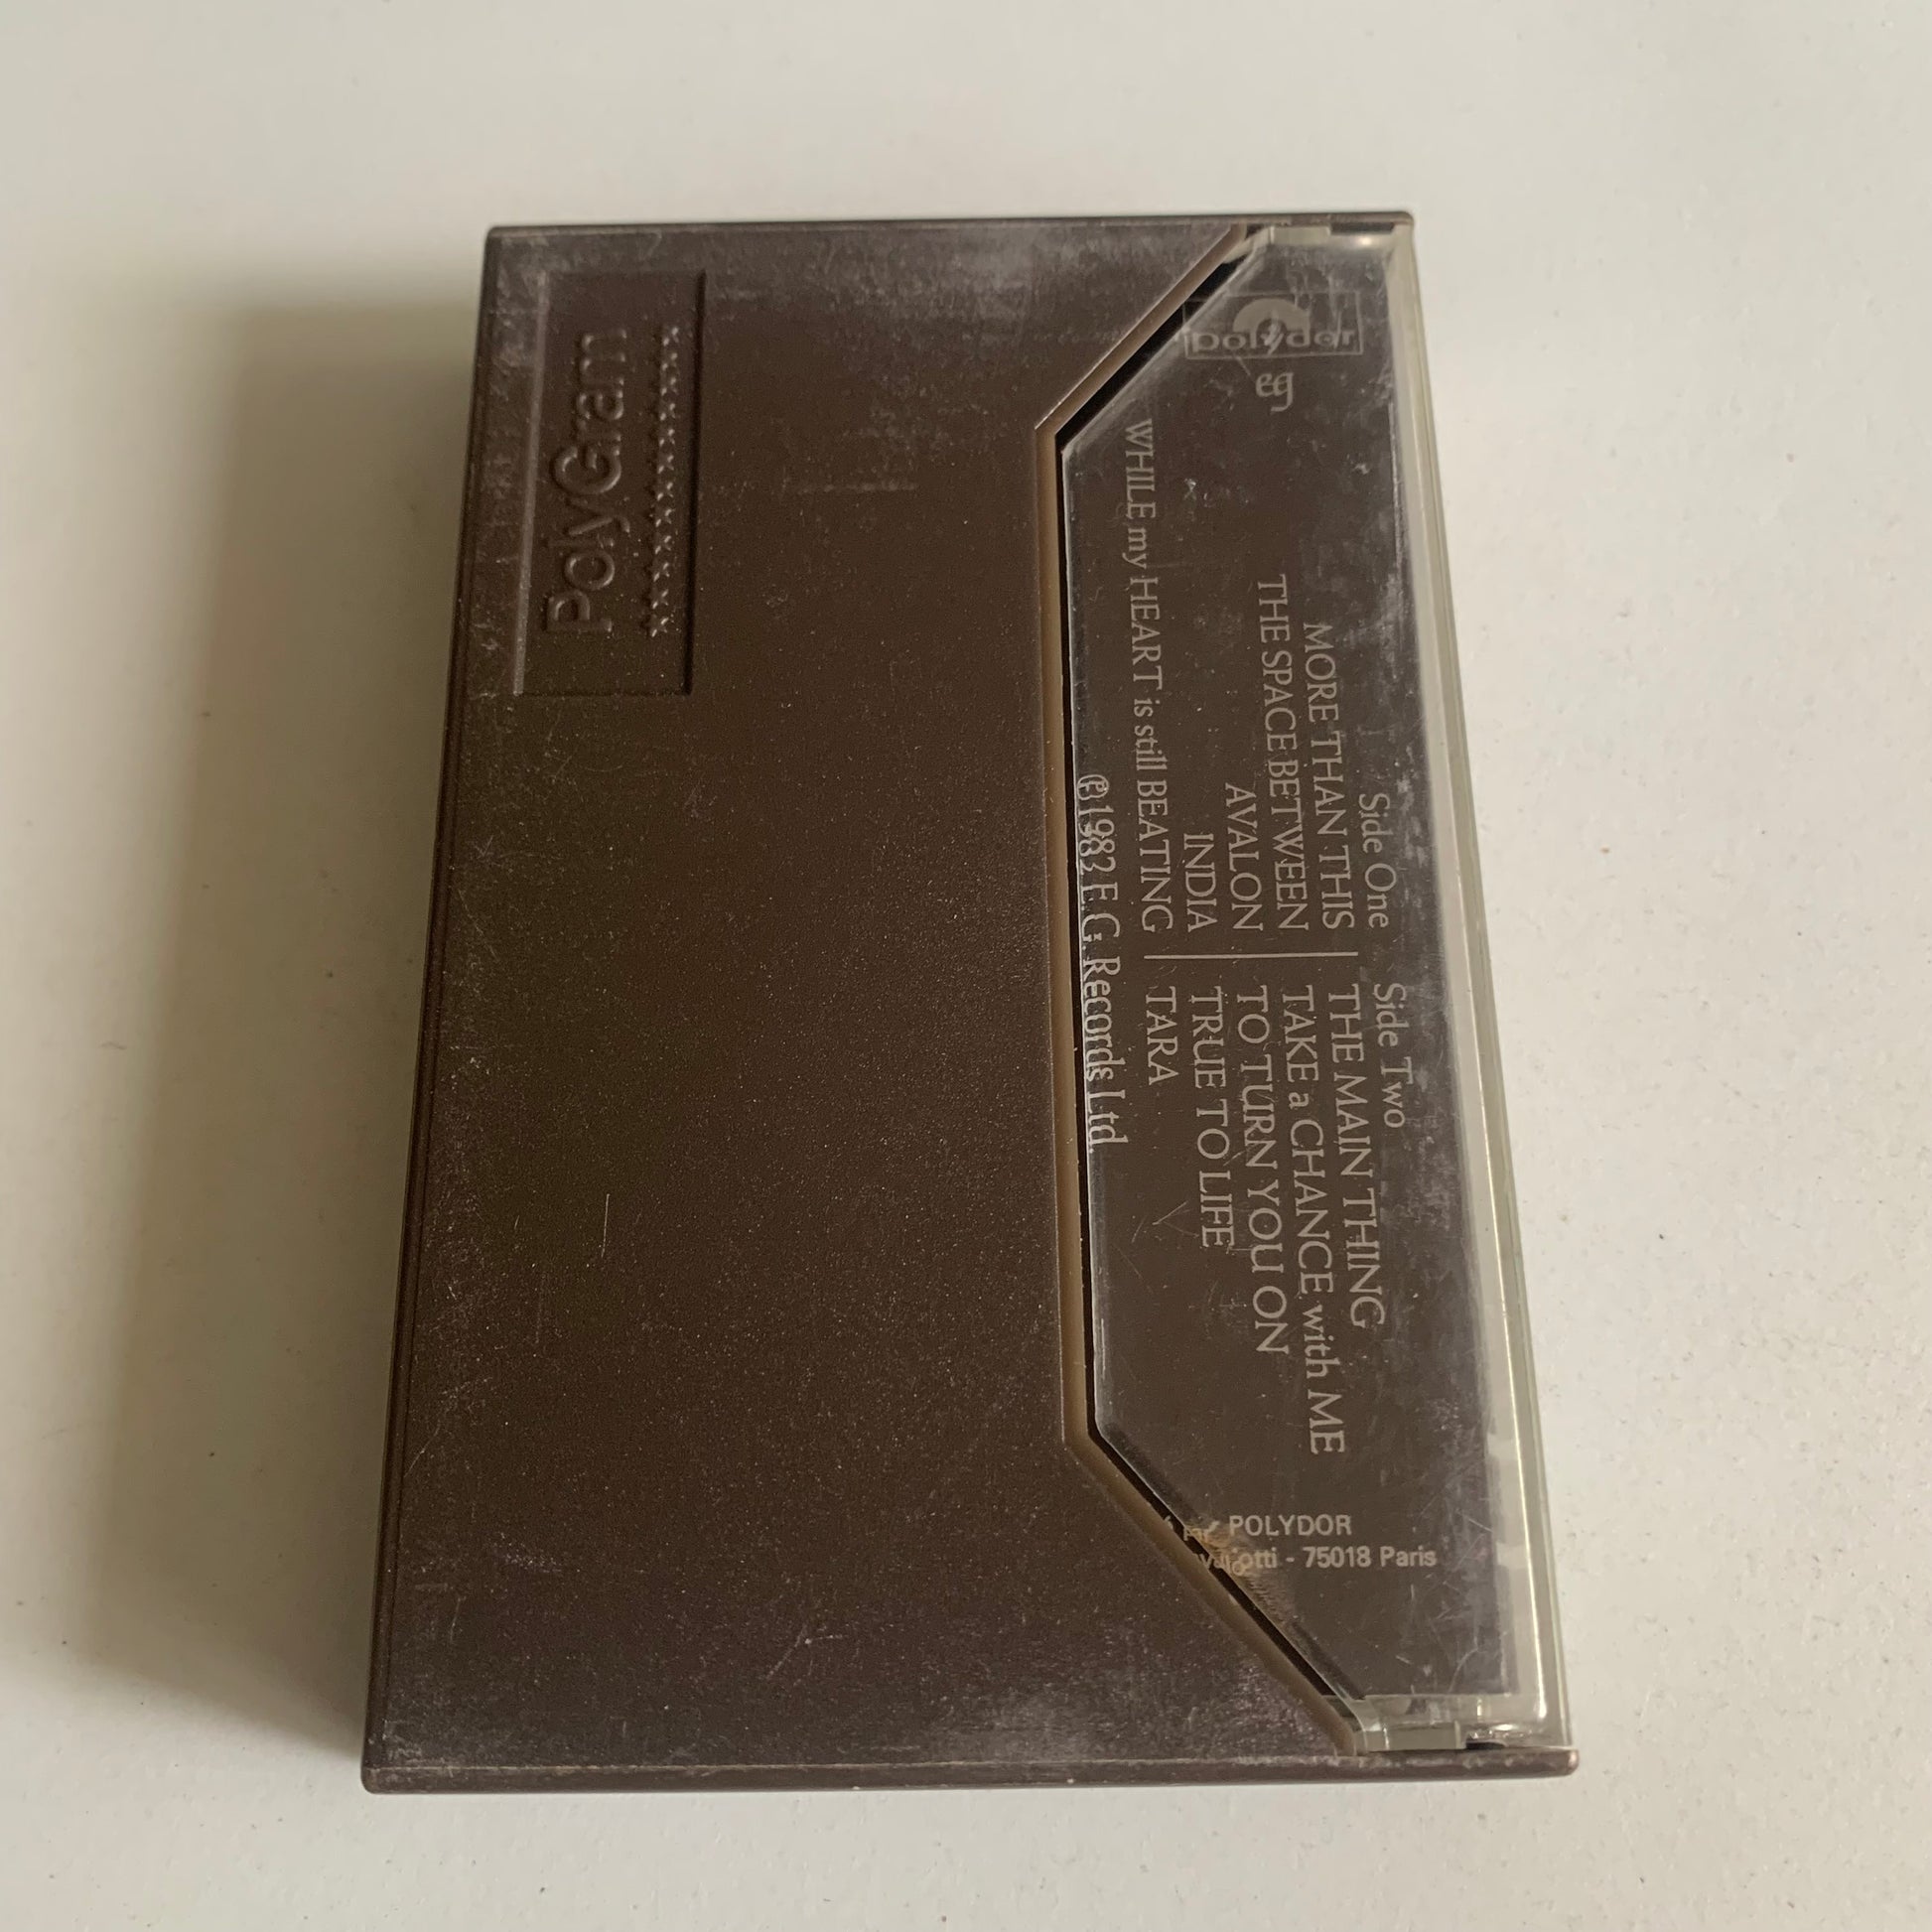 PolyGram
polydor
eg
Side One
MORE THAN THIS
THE SPACE BETWEEN
AVALON
INDIA
WHILE my HEART is still BEATING
Side Two
THE MAIN THING
TAKE a CHANCE with ME
TO TURN YOU ON
TRUE TO LIFE
TARA
℗ 1982 E.G. Records Ltd
POLYDOR
75018 Paris